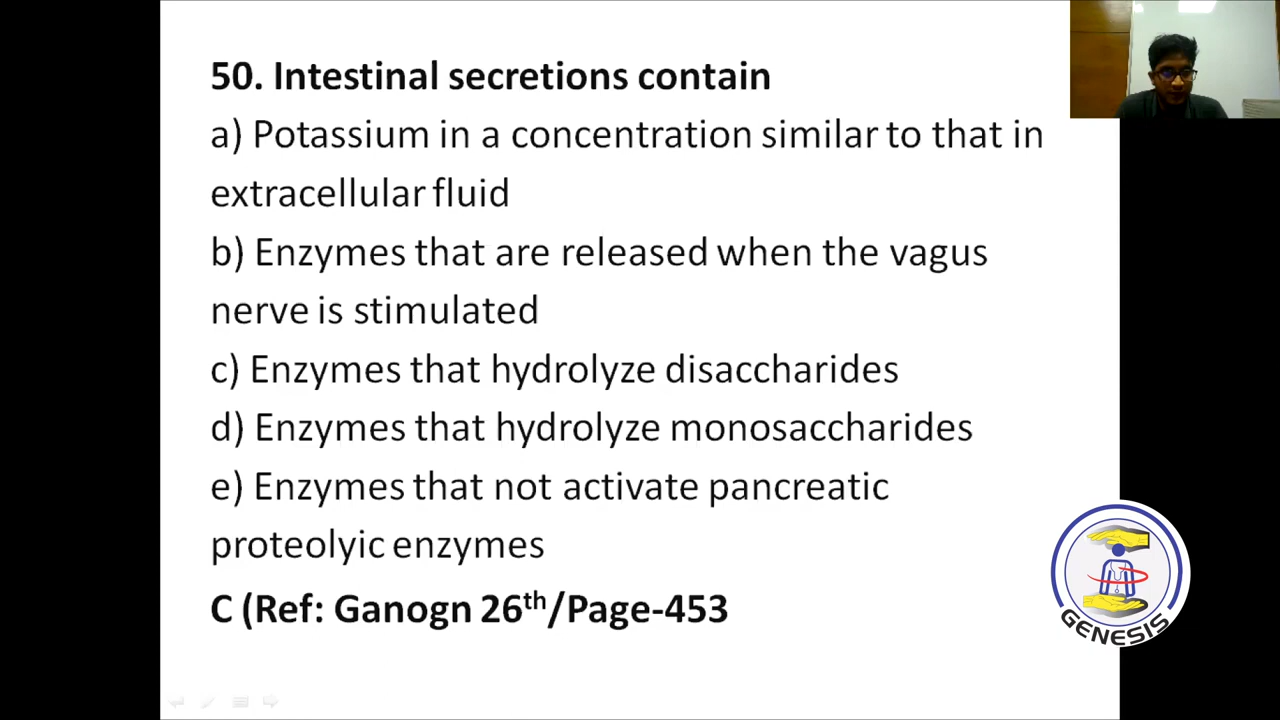 50. Intestinal secretions contain
a) Potassium in a concentration similar to that in
extracellular fluid
b) Enzymes that are released when the vagus
nerve is stimulated
c) Enzymes that hydrolyze disaccharides
d) Enzymes that hydrolyze monosaccharides
e) Enzymes that not activate pancreatic
proteolyic enzymes
C (Ref: Ganogn 26th/Page-453
GENESIS